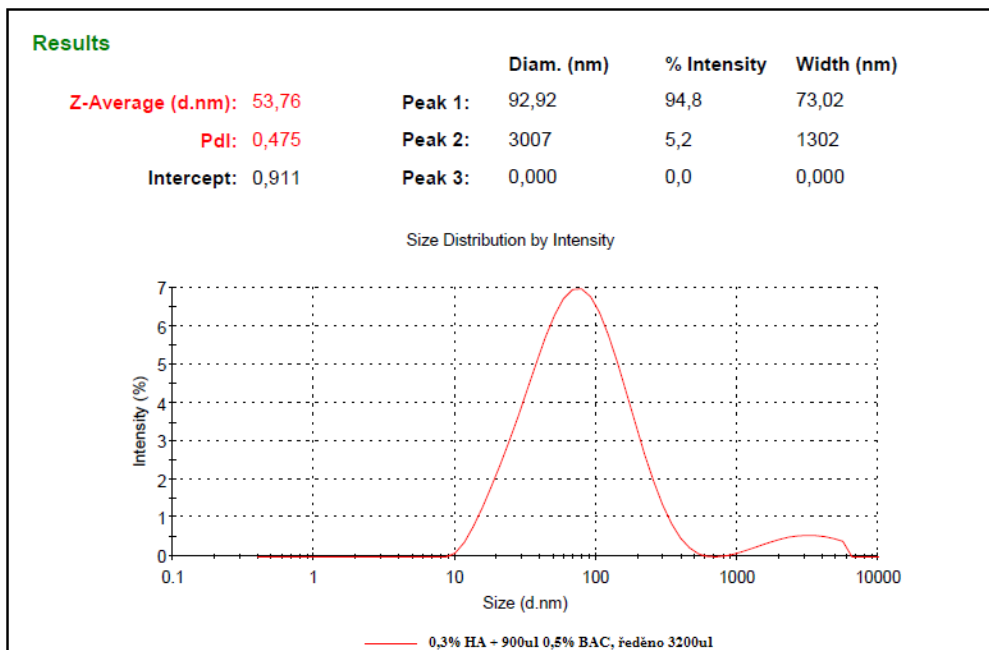 Results
Diam. (nm) % Intensity Width (nm)
Z-Average (d.nm): 53,76 Peak 1: 92,92 94,8 73,02
PdI: 0,475 Peak 2: 3007 5,2 1302
Intercept: 0,911 Peak 3: 0,000 0,0 0,000
Size Distribution by Intensity
7
6
5
4
3
2
1
0
Intensity (%)
0.1 1 10 100 1000 10000
Size (d.nm)
0,3% HA + 900ul 0,5% BAC, ředěno 3200ul